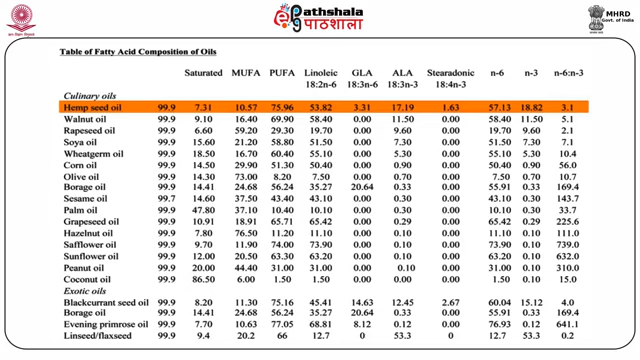 ePathshala
पाठशाला
MHRD
Govt. of India
Table of Fatty Acid Composition of Oils
Saturated MUFA PUFA Linoleic GLA ALA Stearadonic n-6 n-3 n-6:n-3
18:2n-6 18:3n-6 18:3n-3 18:4n-3
Culinary oils
Hemp seed oil 99.9 7.31 10.57 75.96 53.82 3.31 17.19 1.63 57.13 18.82 3.1
Walnut oil 99.9 9.10 16.40 69.90 58.40 0.00 11.50 0.00 58.40 11.50 5.1
Rapeseed oil 99.9 6.60 59.20 29.30 19.70 0.00 9.60 0.00 19.70 9.60 2.1
Soya oil 99.9 15.60 21.20 58.80 51.50 0.00 7.30 0.00 51.50 7.30 7.1
Wheatgerm oil 99.9 18.50 16.70 60.40 55.10 0.00 5.30 0.00 55.10 5.30 10.4
Corn oil 99.9 14.50 29.90 51.30 50.40 0.00 0.90 0.00 50.40 0.90 56.0
Olive oil 99.9 14.30 73.00 8.20 7.50 0.00 0.70 0.00 7.50 0.70 10.7
Borage oil 99.9 14.41 24.68 56.24 35.27 20.64 0.33 0.00 55.91 0.33 169.4
Sesame oil 99.7 14.60 37.50 43.40 43.10 0.00 0.30 0.00 43.10 0.30 143.7
Palm oil 99.9 47.80 37.10 10.40 10.10 0.00 0.30 0.00 10.10 0.30 33.7
Grapeseed oil 99.9 10.91 18.91 65.71 65.42 0.00 0.29 0.00 65.42 0.29 225.6
Hazelnut oil 99.9 7.80 76.50 11.20 11.10 0.00 0.10 0.00 11.10 0.10 111.0
Safflower oil 99.9 9.70 11.90 74.00 73.90 0.00 0.10 0.00 73.90 0.10 739.0
Sunflower oil 99.9 12.00 20.50 63.30 63.20 0.00 0.10 0.00 63.20 0.10 632.0
Peanut oil 99.9 20.00 44.40 31.00 31.00 0.00 0.10 0.00 31.00 0.10 310.0
Coconut oil 99.9 86.50 6.00 1.50 1.50 0.00 0.00 0.00 1.50 0.10 15.0
Exotic oils
Blackcurrant seed oil 99.9 8.20 11.30 75.16 45.41 14.63 12.45 2.67 60.04 15.12 4.0
Borage oil 99.9 14.41 24.68 56.24 35.27 20.64 0.33 0.00 55.91 0.33 169.4
Evening primrose oil 99.9 7.70 10.63 77.05 68.81 8.12 0.12 0.00 76.93 0.12 641.1
Linseed/flaxseed 99.9 9.4 20.2 66 12.7 0 53.3 0 12.7 53.3 0.2